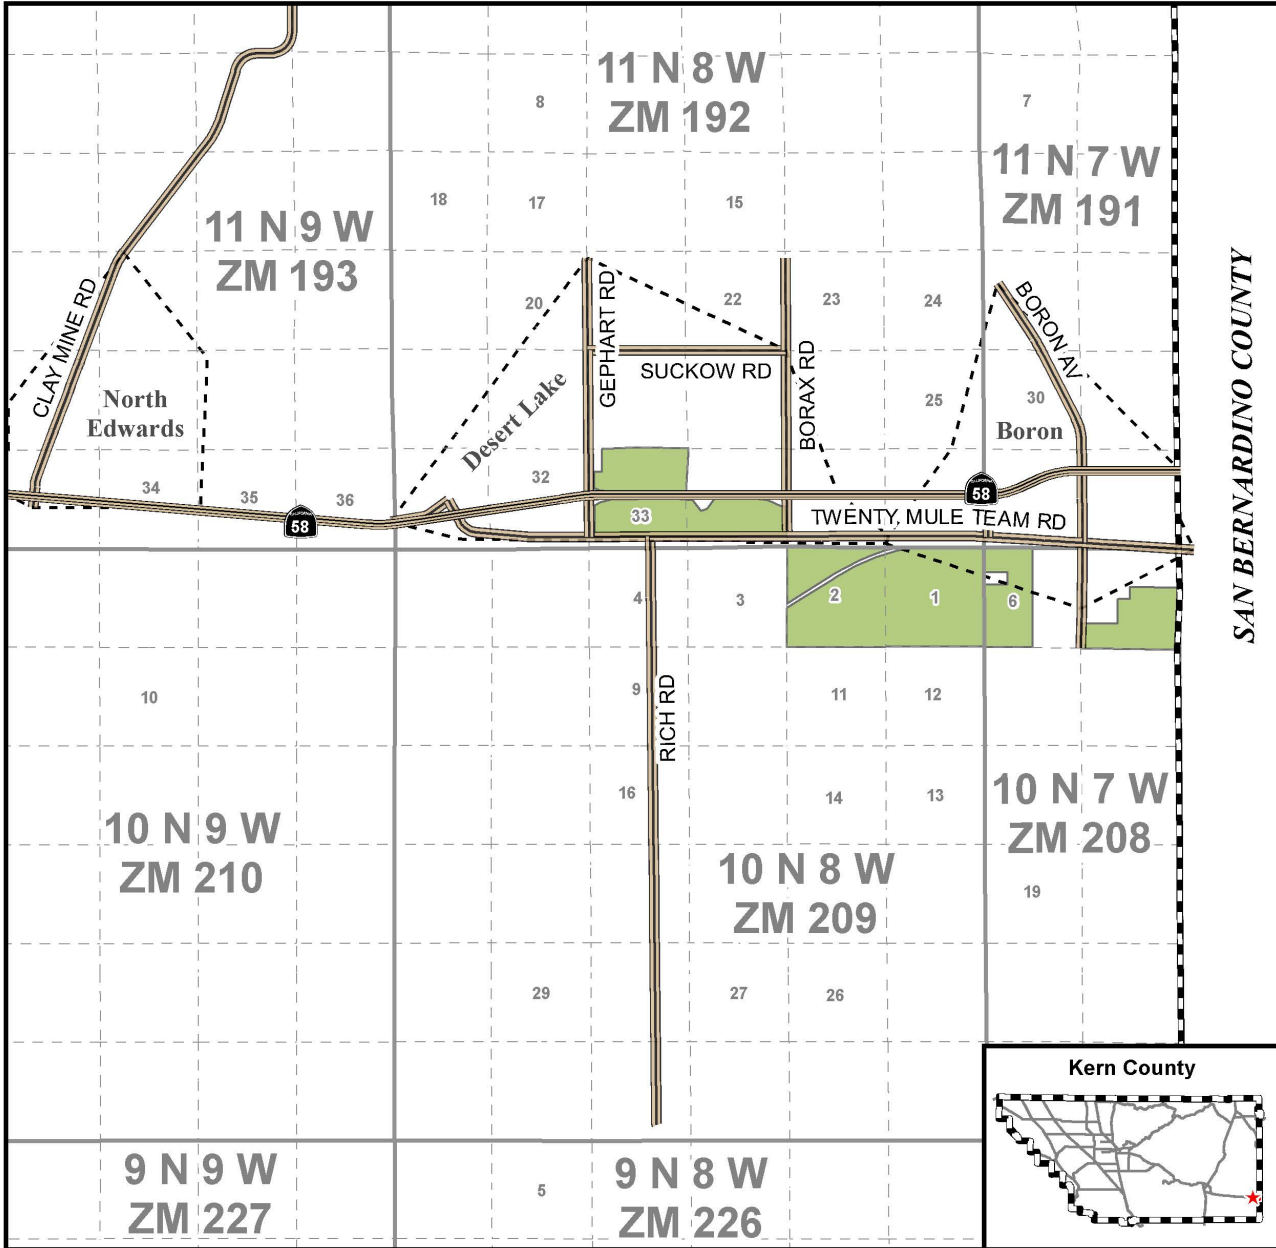 11 N 8 W
ZM 192
8
7
11 N 7 W
ZM 191
18
17
15
11 N 9 W
ZM 193
CLAY MINE RD
20
GEPHART RD
22
23
24
BORON AV
SAN BERNARDINO COUNTY
SUCKOW RD
BORAX RD
North
Edwards
Desert Lake
25
30
Boron
32
34
35
36
CALIFORNIA
58
CALIFORNIA
58
33
TWENTY MULE TEAM RD
4
3
2
1
6
10
9
RICH RD
11
12
16
14
13
10 N 7 W
ZM 208
10 N 9 W
ZM 210
10 N 8 W
ZM 209
19
29
27
26
Kern County
9 N 9 W
ZM 227
5
9 N 8 W
ZM 226